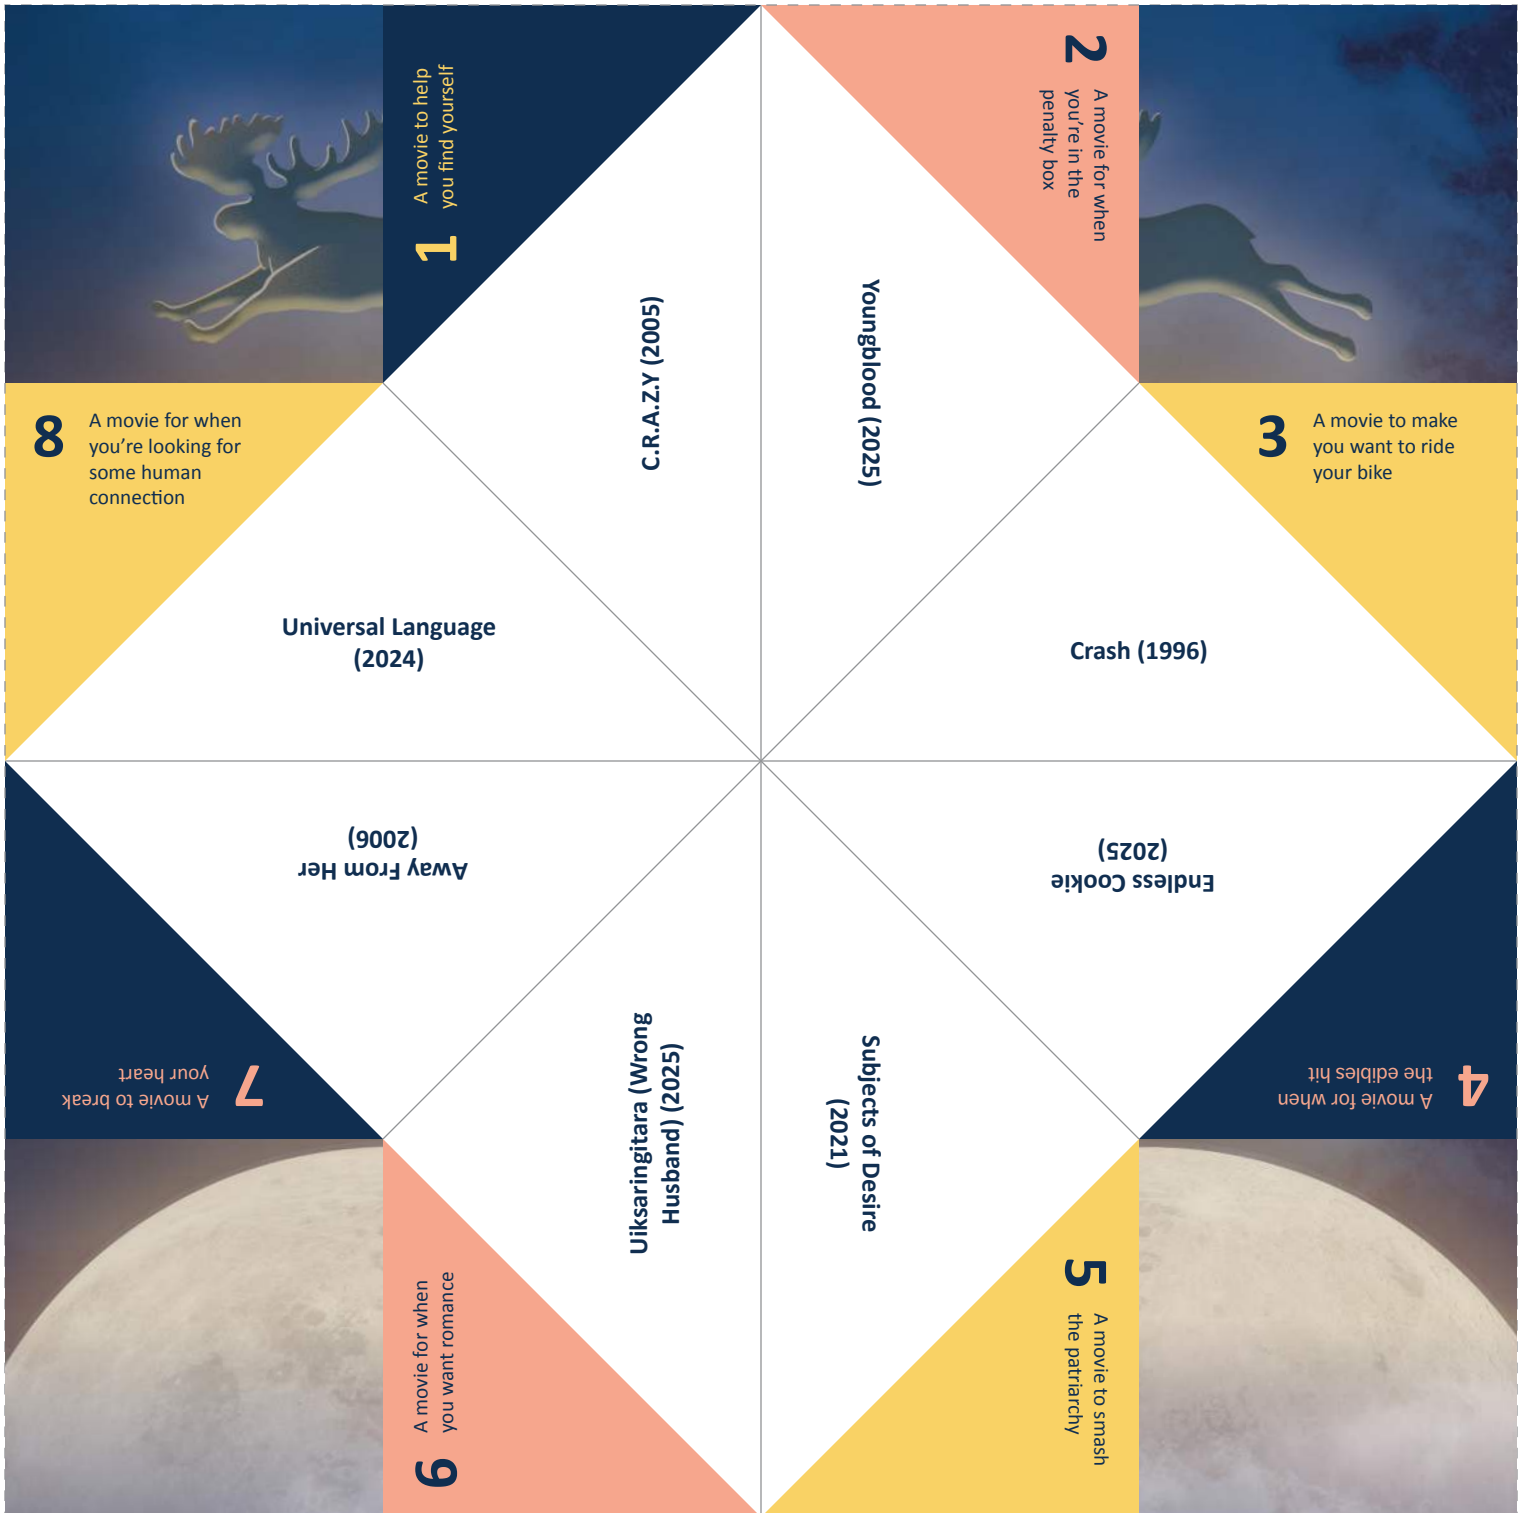 1
A movie to help
you find yourself
C.R.A.Z.Y (2005)
2
A movie for when
you're in the
penalty box
Youngblood (2025)
3
A movie to make
you want to ride
your bike
Crash (1996)
4
A movie for when
the edibles hit
Endless Cookie
(2025)
5
A movie to smash
the patriarchy
Subjects of Desire
(2021)
6
A movie for when
you want romance
Uiksaringitara (Wrong
Husband) (2025)
7
A movie to break
your heart
Away From Her
(2006)
8
A movie for when
you're looking for
some human
connection
Universal Language
(2024)